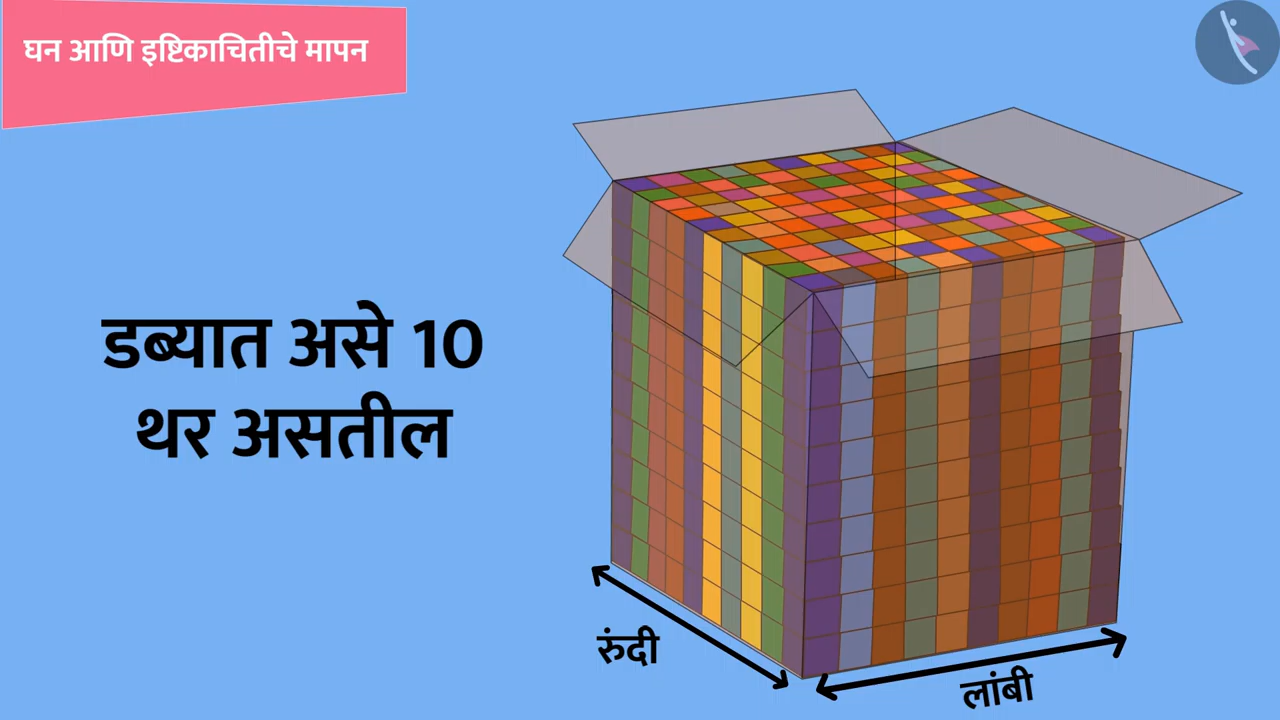 घन आणि इष्टिकाचितीचे मापन
डब्यात असे 10
थर असतील
रुंदी
लांबी